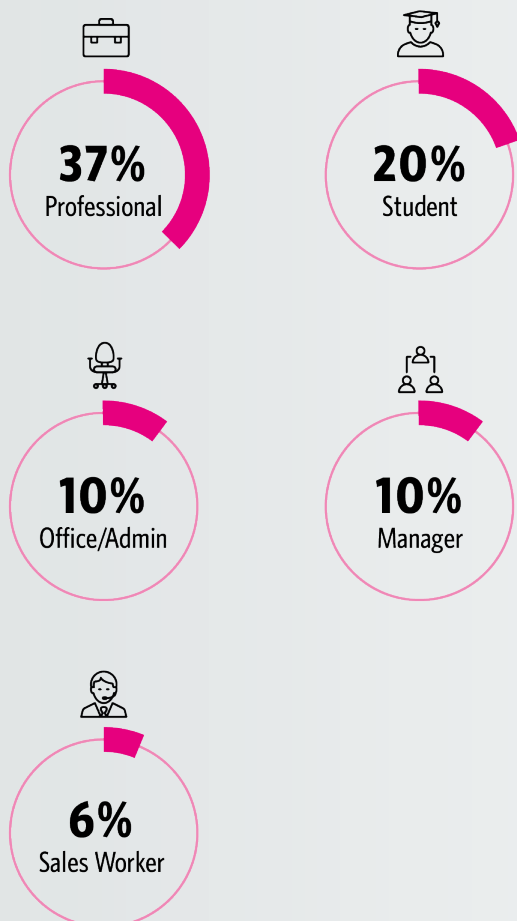 37%
Professional
20%
Student
10%
Office/Admin
10%
Manager
6%
Sales Worker